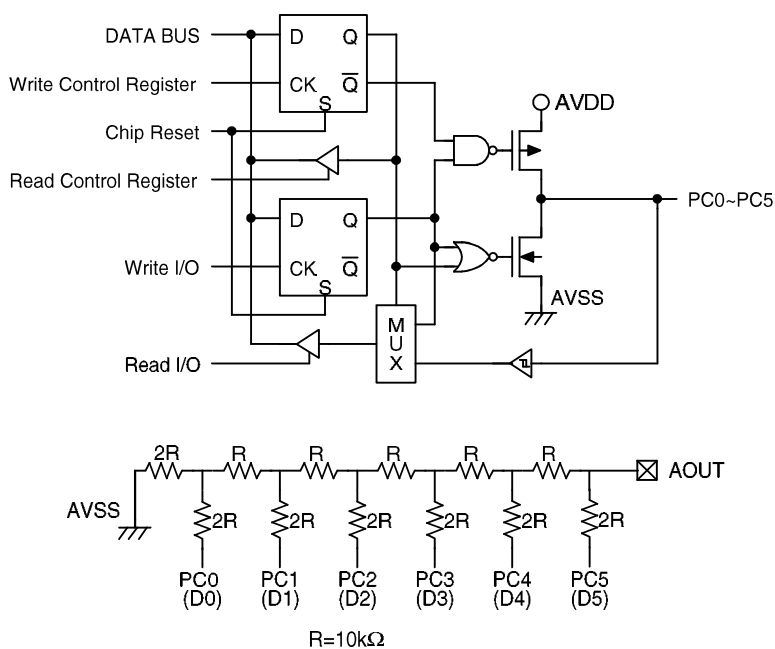 DATA BUS
D Q
Write Control Register
CK Q
S
AVDD
Chip Reset
Read Control Register
PC0~PC5
D Q
Write I/O
CK Q
S
AVSS
MUX
Read I/O
2R R R R R R
AVSS
2R 2R 2R 2R 2R 2R
AOUT
PC0 PC1 PC2 PC3 PC4 PC5
(D0) (D1) (D2) (D3) (D4) (D5)
R=10kΩ